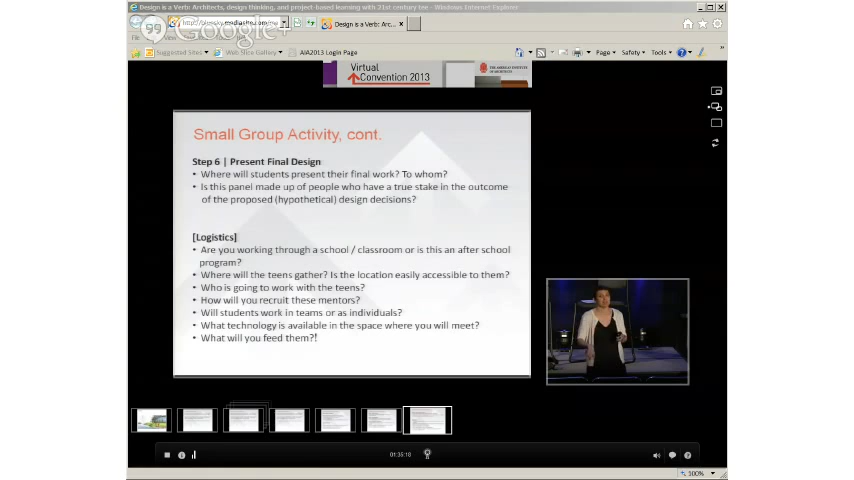 Design is a Verb: Architects, design thinking, and project-based learning with 21st century tee - Windows Internet Explorer
Google+
Design is a Verb: Arc...
Suggested Sites
Web Slice Gallery
AIA2013 Login Page
Page
Safety
Tools
Virtual
Convention 2013
THE AMERICAN INSTITUTE
OF ARCHITECTS
Small Group Activity, cont.
Step 6 | Present Final Design
• Where will students present their final work? To whom?
• Is this panel made up of people who have a true stake in the outcome
of the proposed (hypothetical) design decisions?
[Logistics]
• Are you working through a school / classroom or is this an after school
program?
• Where will the teens gather? Is the location easily accessible to them?
• Who is going to work with the teens?
• How will you recruit these mentors?
• Will students work in teams or as individuals?
• What technology is available in the space where you will meet?
• What will you feed them?!
01:35:18
100%